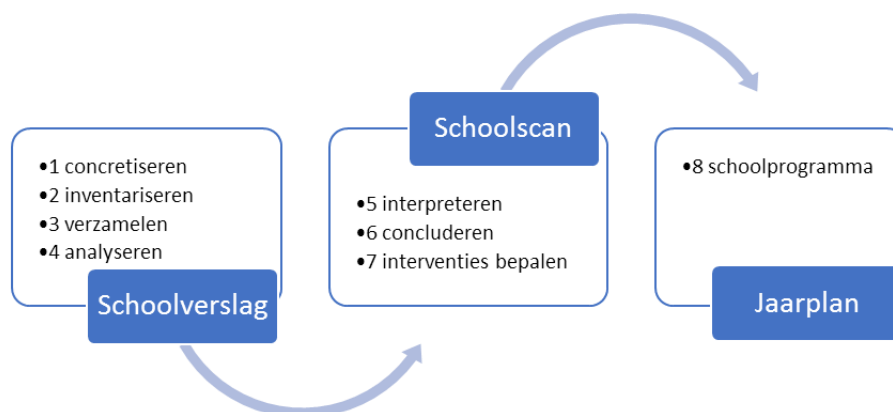 •1 concretiseren
•2 inventariseren
•3 verzamelen
•4 analyseren
Schoolverslag
Schoolscan
•5 interpreteren
•6 concluderen
•7 interventies bepalen
•8 schoolprogramma
Jaarplan